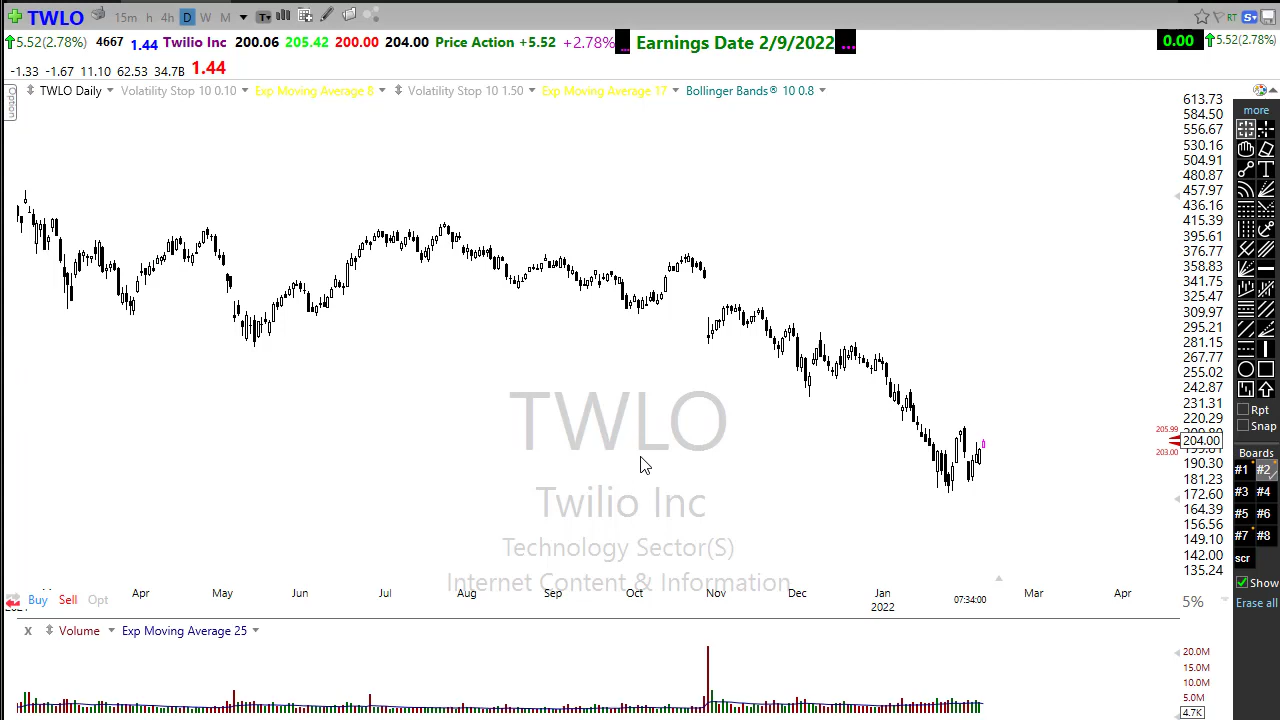 TWLO 15m h 4h D W M T RT S
5.52(2.78%) 4667 1.44 Twilio Inc 200.06 205.42 200.00 204.00 Price Action +5.52 +2.78% ... Earnings Date 2/9/2022 ... 0.00 5.52(2.78%)
-1.33 -1.67 11.10 62.53 34.7B 1.44
Option
TWLO Daily Volatility Stop 10 0.10 Exp Moving Average 8 Volatility Stop 10 1.50 Exp Moving Average 17 Bollinger Bands® 10 0.8
613.73
584.50
556.67
530.16
504.91
480.87
457.97
436.16
415.39
395.61
376.77
358.83
341.75
325.47
309.97
295.21
281.15
267.77
255.02
242.87
231.31
220.29
205.99
204.00
203.00
190.30
181.23
172.60
164.39
156.56
149.10
142.00
135.24
more
T
Rpt
Snap
Boards
#1 #2
#3 #4
#5 #6
#7 #8
scr
Show
Erase all
TWLO
Twilio Inc
Technology Sector(S)
Internet Content & Information
Apr May Jun Jul Aug Sep Oct Nov Dec Jan Mar Apr
2022 07:34:00
Buy Sell Opt 5%
X Volume Exp Moving Average 25
20.0M
15.0M
10.0M
5.0M
4.7K